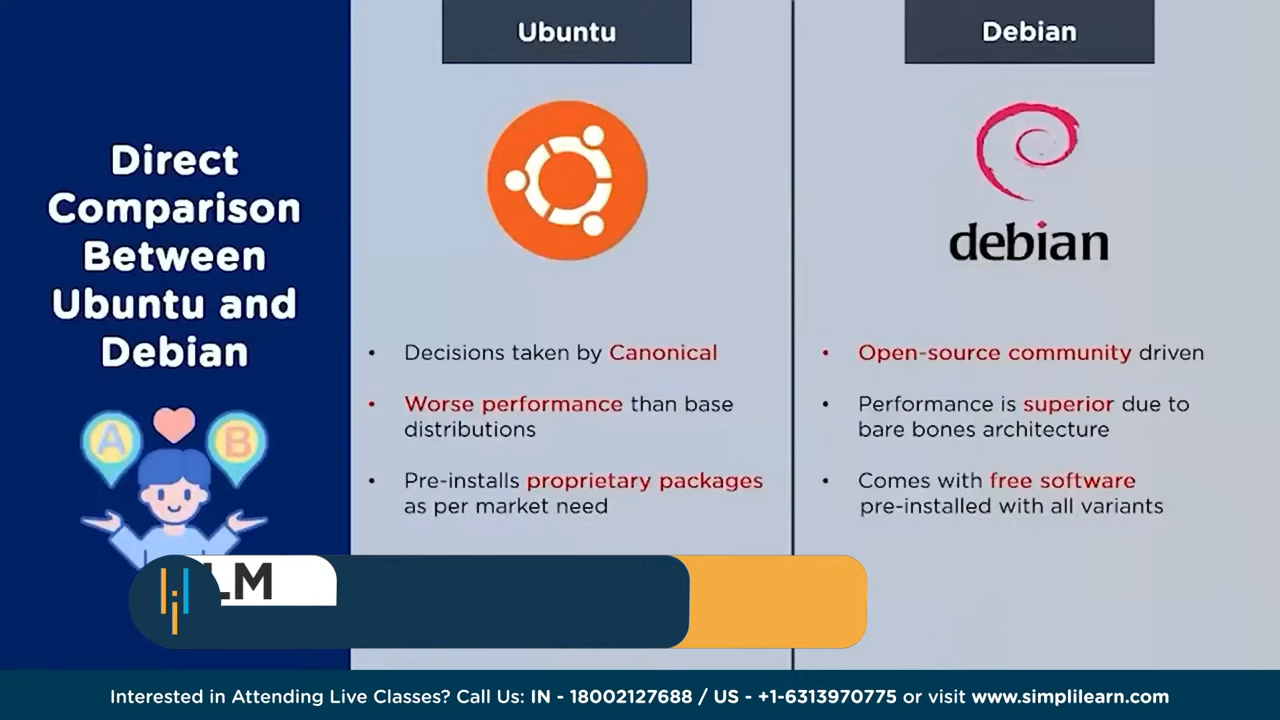 Direct
Comparison
Between
Ubuntu and
Debian
A
B
Ubuntu
• Decisions taken by Canonical
• Worse performance than base
distributions
• Pre-installs proprietary packages
as per market need
Debian
debian
• Open-source community driven
• Performance is superior due to
bare bones architecture
• Comes with free software
pre-installed with all variants
LM
Interested in Attending Live Classes? Call Us: IN - 18002127688 / US - +1-6313970775 or visit www.simplilearn.com